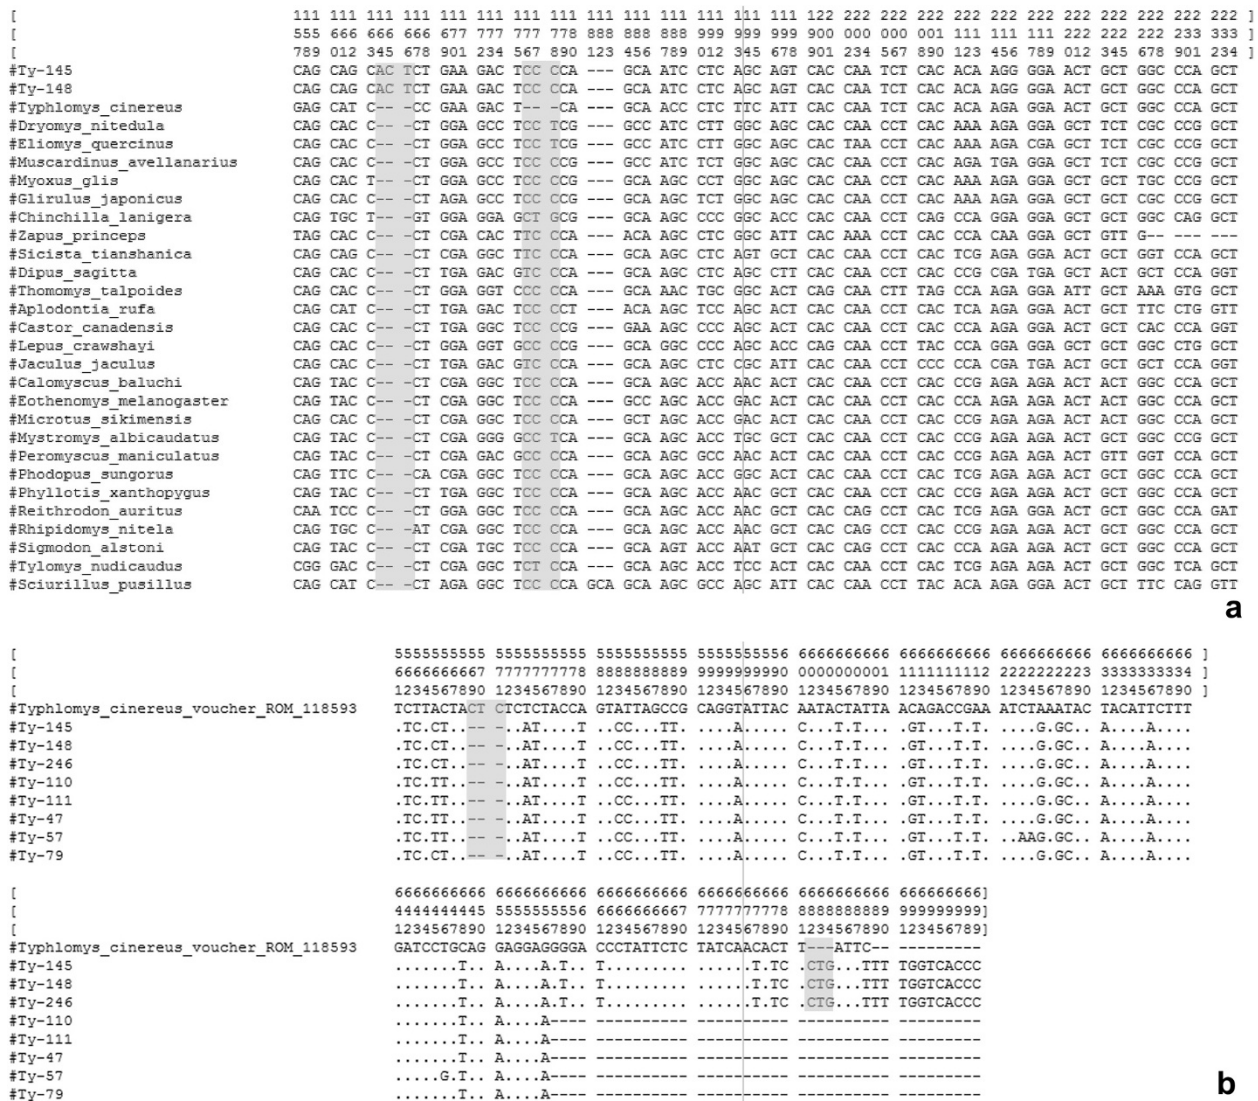 [ 111 111 111 111 111 111 111 111 111 111 111 111 111 111 122 222 222 222 222 222 222 222 222 222 233 222 ]
[ 555 666 666 666 677 777 777 778 888 888 888 999 999 999 900 000 000 001 111 111 111 222 222 222 233 333 ]
[ 789 012 345 678 901 234 567 890 123 456 789 012 345 678 901 234 567 890 123 456 789 012 345 678 901 234 ]
#Ty-145 CAG CAG CAC TCT GAA GAC TCC CCA --- GCA ATC CTC AGC AGT CAC CAA TCT CAC ACA AGG GGA ACT GCT GGC CCA GCT
#Ty-148 CAG CAG CAC TCT GAA GAC TCC CCA --- GCA ATC CTC AGC AGT CAC CAA TCT CAC ACA AGG GGA ACT GCT GGC CCA GCT
#Typhlomys_cinereus GAG CAT C-- -CC GAA GAC T-- -CA --- GCA ACC CTC TTC ATT CAC CAA TCT CAC ACA AGA GGA ACT GCT GGC CCA GCT
#Dryomys_nitedula CAG CAC C-- -CT GGA GCC TCC TCG --- GCC ATC CTT GGC AGC CAC CAA CCT CAC AAA AGA GGA GCT TCT CGC CCG GCT
#Eliomys_quercinus CAG CAC C-- -CT GGA GCC TCC TCG --- GCC ATC CTT GGC AGC CAC TAA CCT CAC AAA AGA CGA GCT TCT CGC CCG GCT
#Muscardinus_avellanarius CAG CAC C-- -CT GGA GCC TCC CCG --- GCC ATC TCT GGC AGC CAC CAA CCT CAC AGA TGA GGA GCT TCT CGC CCG GCT
#Myoxus_glis CAG CAC T-- -CT GGA GCC TCC CCG --- GCA AGC CCT GGC AGC CAC CAA CCT CAC AAA AGA GGA GCT GCT TGC CCG GCT
#Glirulus_japonicus CAG CAC C-- -CT AGA GCC TCC CCG --- GCA AGC TCT GGC AGC CAC CAA CCT CAC AAA AGA GGA GCT GCT CGC CCG GCT
#Chinchilla_lanigera CAG TGC T-- -GT GGA GGA GCT GCG --- GCA AGC CCC GGC ACC CAC CAA CCT CAG CCA GGA GGA GCT GCT GGC CAG GCT
#Zapus_princeps TAG CAC C-- -CT CGA CAC TTC CCA --- ACA AGC CTC GGC ATT CAC AAA CCT CAC CCA CAA GGA GCT GTT G-- --- ---
#Sicista_tianshanica CAG CAG C-- -CT CGA GGC TTC CCA --- GCA AGC CTC AGT GCT CAC CAA CCT CAC TCG AGA GGA ACT GCT GGT CCA GCT
#Dipus_sagitta CAG CAC C-- -CT TGA GAC GTC CCA --- GCA AGC CTC AGC CTT CAC CAA CCT CAC CCG CGA TGA GCT ACT GCT CCA GGT
#Thomomys_talpoides CAG CAC C-- -CT GGA GGT CCC CCA --- GCA AAC TGC GGC ACT CAG CAA CTT TAG CCA AGA GGA ATT GCT AAA GTG GCT
#Aplodontia_rufa CAG CAT C-- -CT TGA GAC TCC CCT --- ACA AGC TCC AGC ACT CAC CAA CCT CAC TCA AGA GGA ACT GCT TTC CTG GTT
#Castor_canadensis CAG CAC C-- -CT TGA GGC TCC CCG --- GAA AGC CCC AGC ACT CAC CAA CCT CAC CCA AGA GGA ACT GCT CAC CCA GGT
#Lepus_crawshayi CAG CAC C-- -CT GGA GGT GCC CCG --- GCA GGC CCC AGC ACC CAG CAA CCT TAC CCA GGA GGA GCT GCT GGC CTG GCT
#Jaculus_jaculus CAG CAC C-- -CT TGA GAC GTC CCA --- GCA AGC CTC CGC ATT CAC CAA CCT CCC CCA CGA TGA ACT GCT GCT CCA GGT
#Calomyscus_baluchi CAG TAC C-- -CT CGA GGC TCC CCA --- GCA AGC ACC AAC ACT CAC CAA CCT CAC CCG AGA AGA ACT ACT GGC CCA GCT
#Eothenomys_melanogaster CAG TAC C-- -CT CGA GGC TCC CCA --- GCC AGC ACC GAC ACT CAC CAA CCT CAC CCA AGA AGA ACT ACT GGC CCA GCT
#Microtus_sikimensis CAG CAC C-- -CT CGA GGC TCC CCA --- GCT AGC ACC GAC ACT CAC CAA CCT CAC CCG AGA AGA ACT ACT GGC CCA GCT
#Mystromys_albicaudatus CAG TAC C-- -CT CGA GGG GCC TCA --- GCA AGC ACC TGC GCT CAC CAA CCT CAC CCG AGA AGA ACT GCT GGC CCG GCT
#Peromyscus_maniculatus CAG TAC C-- -CT CGA GAC GCC CCA --- GCA AGC GCC AAC ACT CAC CAA CCT CAC CCG AGA AGA ACT GTT GGT CCA GCT
#Phodopus_sungorus CAG TTC C-- -CA CGA GGC TCC CCA --- GCA AGC ACC GGC ACT CAC CAA CCT CAC TCG AGA AGA ACT GCT GGC CCA GCT
#Phyllotis_xanthopygus CAG TAC C-- -CT TGA GGC TCC CCA --- GCA AGC ACC AAC GCT CAC CAA CCT CAC CCG AGA AGA ACT GCT GGC CCA GCT
#Reithrodon_auritus CAA TCC C-- -CT CGA GGC TCC CCA --- GCA AGC ACC AAC GCT CAC CAG CCT CAC TCG AGA GGA ACT GCT GGC CCA GAT
#Rhipidomys_nitela CAG TGC C-- -AT CGA GGC TCC CCA --- GCA AGC ACC AAC GCT CAC CAG CCT CAC CCG AGA AGA ACT GCT GGC CCA GCT
#Sigmodon_alstoni CAG TAC C-- -CT CGA TGC TCC CCA --- GCA AGT ACC AAT GCT CAC CAG CCT CAC CCA AGA AGA ACT GCT GGC CCA GCT
#Tylomys_nudicaudus CGG GAC C-- -CT CGA GGC TCT CCA --- GCA AGC ACC TCC ACT CAC CAA CCT CAC TCG AGA GGA ACT GCT GGC TCA GCT
#Sciurillus_pusillus CAG CAT C-- -CT AGA GGC TCC CCA GCA GCA AGC GCC AGC ATT CAC CAA CCT TAC ACA AGA GGA ACT GCT TTC CAG GTT
a
[ 5555555555 5555555555 5555555555 5555555556 6666666666 6666666666 6666666666 6666666666 ]
[ 6666666667 7777777778 8888888889 9999999990 0000000001 1111111112 2222222223 3333333334 ]
[ 1234567890 1234567890 1234567890 1234567890 1234567890 1234567890 1234567890 1234567890 ]
#Typhlomys_cinereus_voucher_ROM_118593 TCTTACTACT CTCTCTACCA GTATTAGCCG CAGGTATTAC AATACTATTA ACAGACCGAA ATCTAAATAC TACATTCTTT
#Ty-145 .TC.CT..-- -..AT....T ..CC...TT. ....A..... C...T.T... .GT...T.T. .....G.GC.. A....A....
#Ty-148 .TC.CT..-- -..AT....T ..CC...TT. ....A..... C...T.T... .GT...T.T. .....G.GC.. A....A....
#Ty-246 .TC.CT..-- -..AT....T ..CC...TT. ....A..... C...T.T... .GT...T.T. .....G.GC.. A....A....
#Ty-110 .TC.TT..-- -..AT....T ..CC...TT. ....A..... C...T.T... .GT...T.T. .....G.GC.. A....A....
#Ty-111 .TC.TT..-- -..AT....T ..CC...TT. ....A..... C...T.T... .GT...T.T. .....G.GC.. A....A....
#Ty-47 .TC.TT..-- -..AT....T ..CC...TT. ....A..... C...T.T... .GT...T.T. .....G.GC.. A....A....
#Ty-57 .TC.TT..-- -..AT....T ..CC...TT. ....A..... C...T.T... .GT...T.T. ..AAG.GC.. A....A....
#Ty-79 .TC.CT..-- -..AT....T ..CC...TT. ....A..... C...T.T... .GT...T.T. .....G.GC.. A....A....
[ 6666666666 6666666666 6666666666 6666666666 6666666666 666666666]
[ 4444444445 5555555556 6666666667 7777777778 8888888889 999999999]
[ 1234567890 1234567890 1234567890 1234567890 1234567890 123456789]
#Typhlomys_cinereus_voucher_ROM_118593 GATCCTGCAG GAGGAGGGGA CCCTATTCTC TATCAACACT T---ATTC-- ---------
#Ty-145 .......T.. A....A.T.. T......... ......T.TC .CTG...TTT TGGTCACCC
#Ty-148 .......T.. A....A.T.. T......... ......T.TC .CTG...TTT TGGTCACCC
#Ty-246 .......T.. A....A.T.. T......... ......T.TC .CTG...TTT TGGTCACCC
#Ty-110 .......T.. A....A---- ---------- ---------- ---------- ---------
#Ty-111 .......T.. A....A---- ---------- ---------- ---------- ---------
#Ty-47 .......T.. A....A---- ---------- ---------- ---------- ---------
#Ty-57 .....G.T.. A....A---- ---------- ---------- ---------- ---------
#Ty-79 .......T.. A....A---- ---------- ---------- ---------- ---------
b